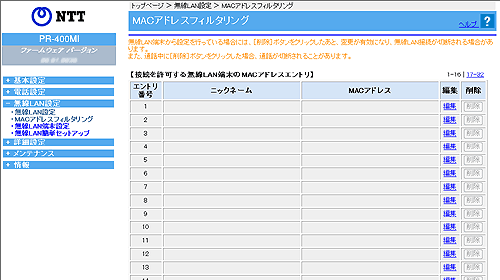 NTT
PR-400MI
ファームウェア バージョン
基本設定
電話設定
無線LAN設定
無線LAN設定
MACアドレスフィルタリング
無線LAN端末設定
無線LAN簡単セットアップ
詳細設定
メンテナンス
情報
トップページ > 無線LAN設定 > MACアドレスフィルタリング
MACアドレスフィルタリング
ヘルプ ?
無線LAN端末から設定を行っている場合には、[削除]ボタンをクリックしたあと、変更が有効になり、無線LAN接続が切断される場合があ
ります。
また、通話中に[削除]ボタンをクリックした場合、通話が切断されることがあります。
【接続を許可する無線LAN端末のMACアドレスエントリ】 1-16 | 17-32
エントリ番号 ニックネーム MACアドレス 編集 削除
1 編集 削除
2 編集 削除
3 編集 削除
4 編集 削除
5 編集 削除
6 編集 削除
7 編集 削除
8 編集 削除
9 編集 削除
10 編集 削除
11 編集 削除
12 編集 削除
13 編集 削除
14 編集 削除